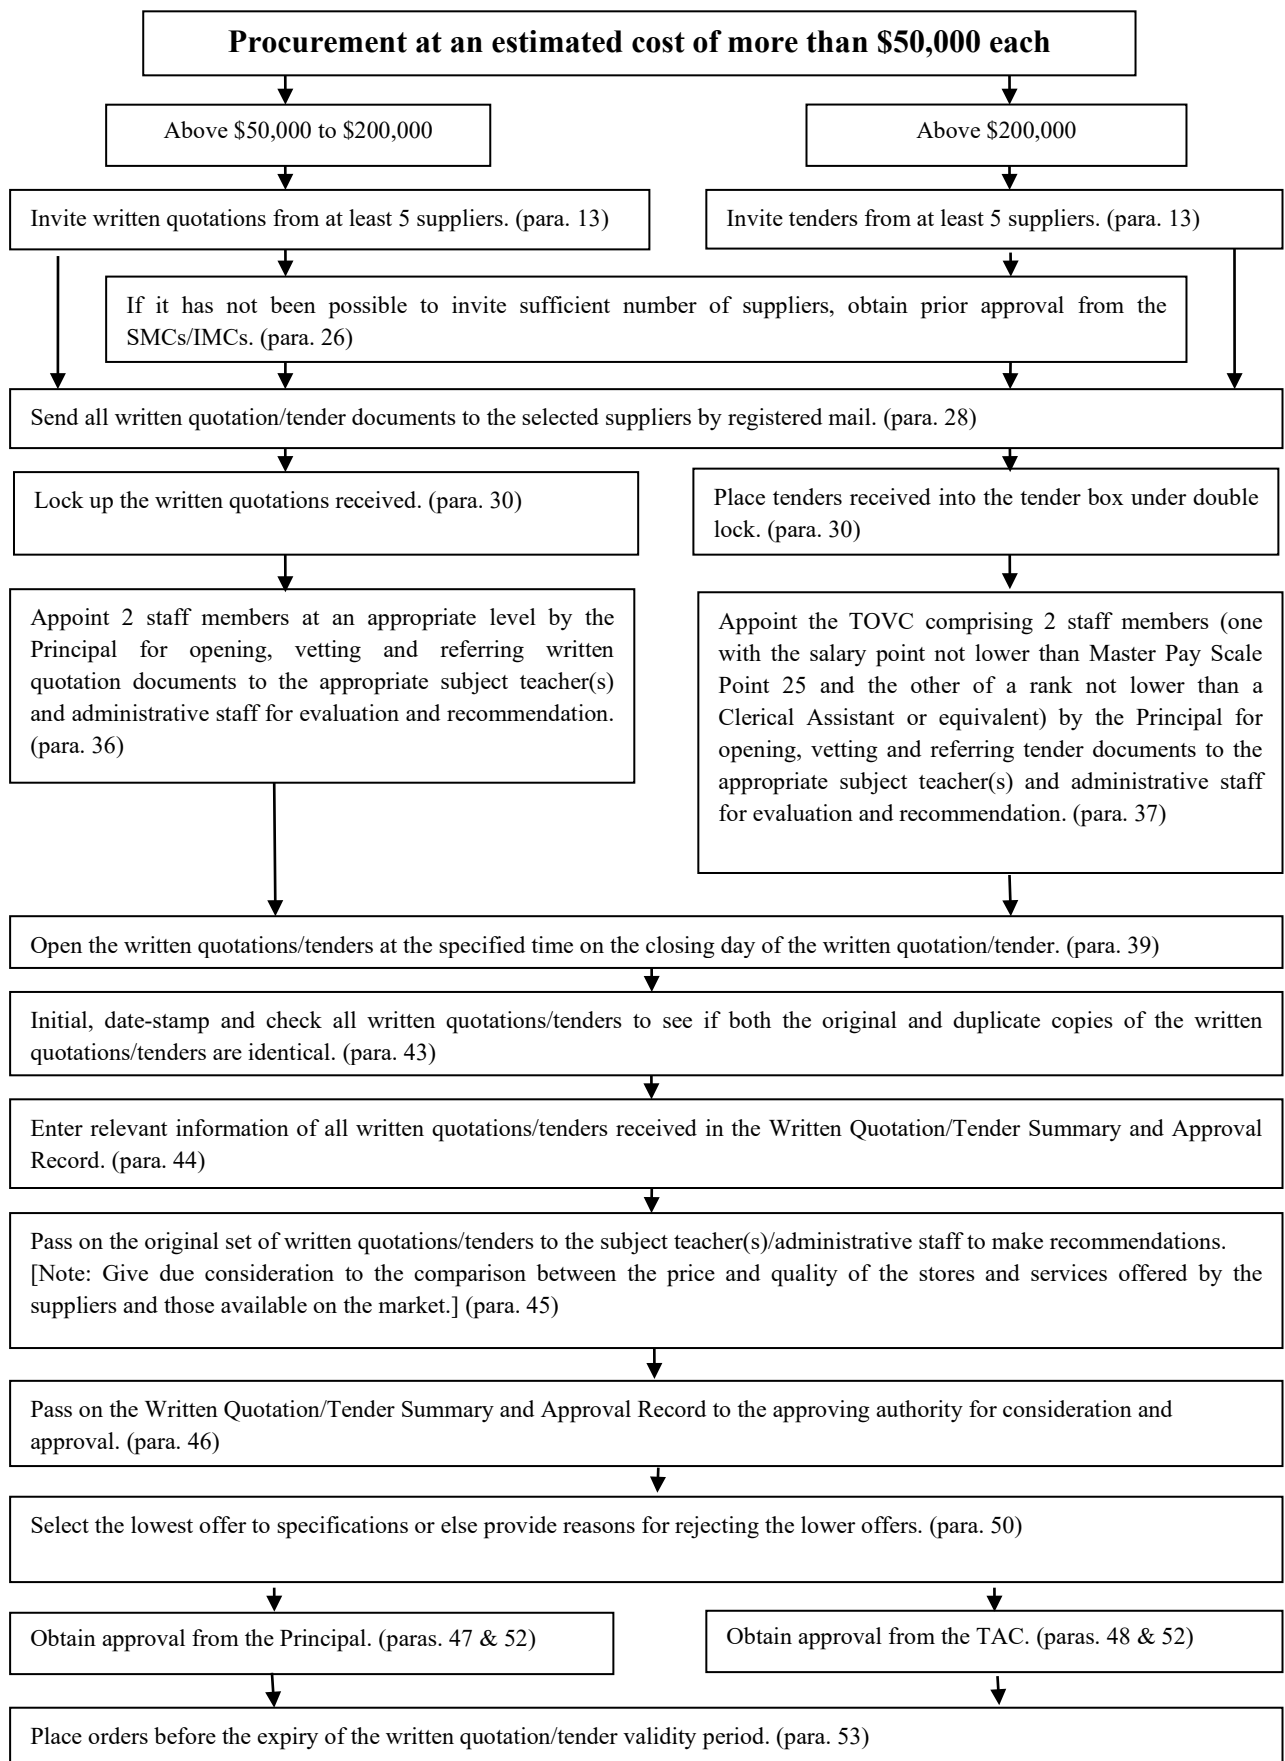 Procurement at an estimated cost of more than $50,000 each
Above $50,000 to $200,000
Above $200,000
Invite written quotations from at least 5 suppliers. (para. 13)
Invite tenders from at least 5 suppliers. (para. 13)
If it has not been possible to invite sufficient number of suppliers, obtain prior approval from the
SMCs/IMCs. (para. 26)
Send all written quotation/tender documents to the selected suppliers by registered mail. (para. 28)
Lock up the written quotations received. (para. 30)
Place tenders received into the tender box under double
lock. (para. 30)
Appoint 2 staff members at an appropriate level by the
Principal for opening, vetting and referring written
quotation documents to the appropriate subject teacher(s)
and administrative staff for evaluation and recommendation.
(para. 36)
Appoint the TOVC comprising 2 staff members (one
with the salary point not lower than Master Pay Scale
Point 25 and the other of a rank not lower than a
Clerical Assistant or equivalent) by the Principal for
opening, vetting and referring tender documents to the
appropriate subject teacher(s) and administrative staff
for evaluation and recommendation. (para. 37)
Open the written quotations/tenders at the specified time on the closing day of the written quotation/tender. (para. 39)
Initial, date-stamp and check all written quotations/tenders to see if both the original and duplicate copies of the written
quotations/tenders are identical. (para. 43)
Enter relevant information of all written quotations/tenders received in the Written Quotation/Tender Summary and Approval
Record. (para. 44)
Pass on the original set of written quotations/tenders to the subject teacher(s)/administrative staff to make recommendations.
[Note: Give due consideration to the comparison between the price and quality of the stores and services offered by the
suppliers and those available on the market.] (para. 45)
Pass on the Written Quotation/Tender Summary and Approval Record to the approving authority for consideration and
approval. (para. 46)
Select the lowest offer to specifications or else provide reasons for rejecting the lower offers. (para. 50)
Obtain approval from the Principal. (paras. 47 & 52)
Obtain approval from the TAC. (paras. 48 & 52)
Place orders before the expiry of the written quotation/tender validity period. (para. 53)